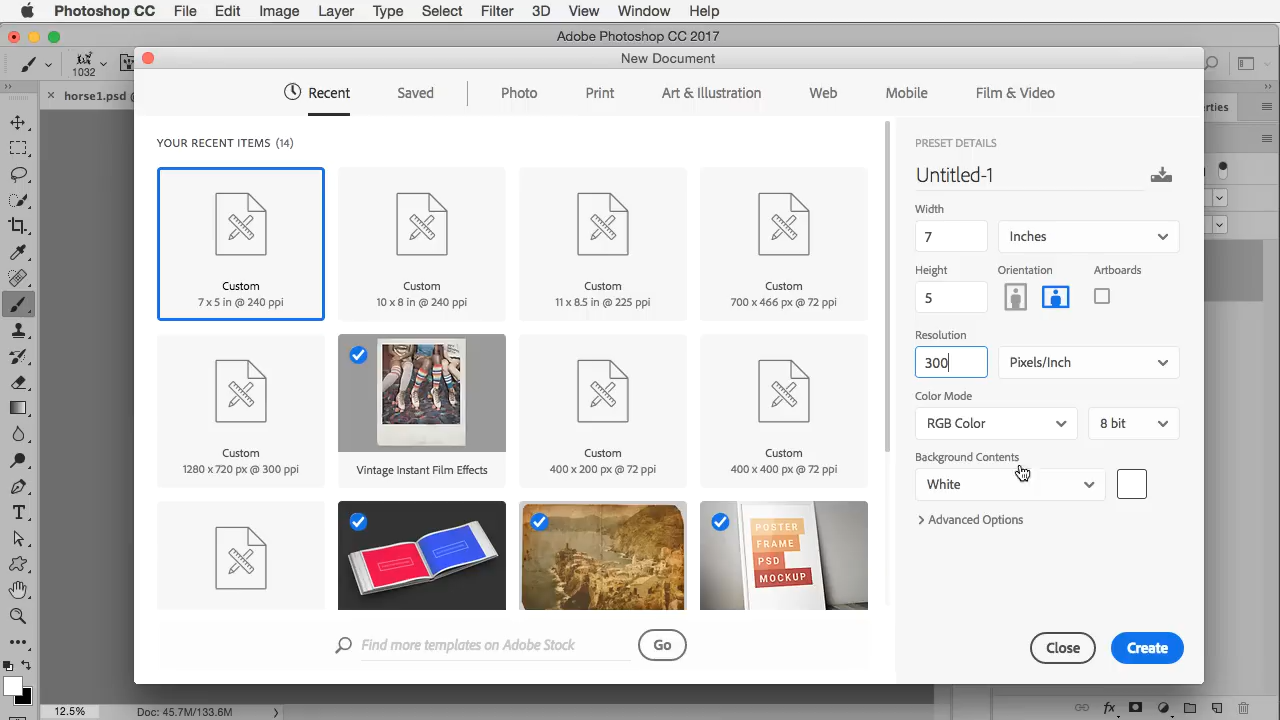 Photoshop CC File Edit Image Layer Type Select Filter 3D View Window Help
Adobe Photoshop CC 2017
1032
New Document
horse1.psd @
Recent Saved Photo Print Art & Illustration Web Mobile Film & Video
YOUR RECENT ITEMS (14)
Custom
7 x 5 in @ 240 ppi
Custom
10 x 8 in @ 240 ppi
Custom
11 x 8.5 in @ 225 ppi
Custom
700 x 466 px @ 72 ppi
Custom
1280 x 720 px @ 300 ppi
Vintage Instant Film Effects
Custom
400 x 200 px @ 72 ppi
Custom
400 x 400 px @ 72 ppi
POSTER
FRAME
PSD
MOCKUP
Find more templates on Adobe Stock
Go
PRESET DETAILS
Untitled-1
Width
7 Inches
Height Orientation Artboards
5
Resolution
300 Pixels/Inch
Color Mode
RGB Color 8 bit
Background Contents
White
Advanced Options
Close Create
erties
fx
12.5% Doc: 45.7M/133.6M